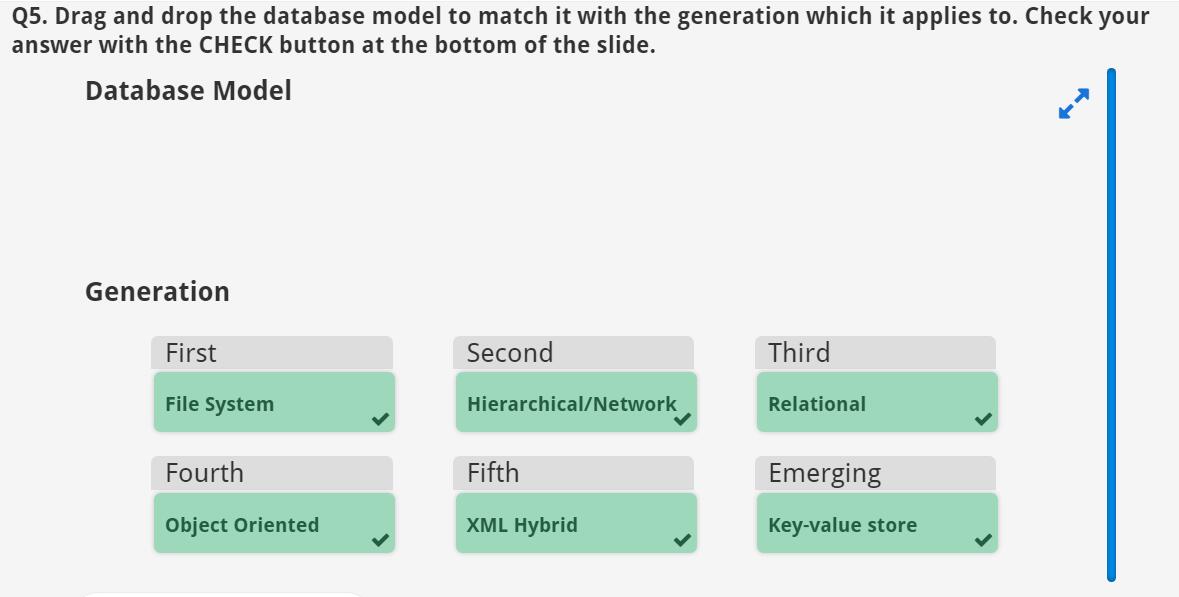 Q5. Drag and drop the database model to match it with the generation which it applies to. Check your
answer with the CHECK button at the bottom of the slide.
Database Model
Generation
First
Second
Third
File System
Hierarchical/Network
Relational
Fourth
Fifth
Emerging
Object Oriented
XML Hybrid
Key-value store